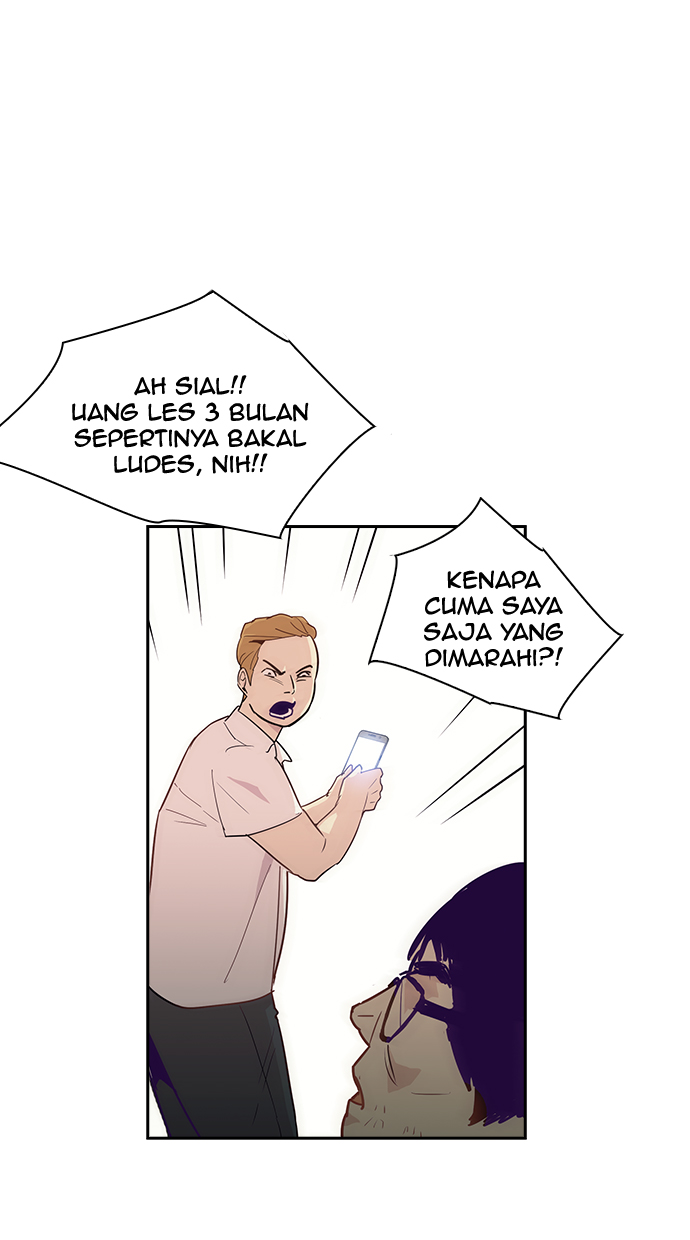 AH SIAL!!
UANG LES 3 BULAN
SEPERTINYA BAKAL
LUDES, NIH!!
KENAPA
CUMA SAYA
SAJA YANG
DIMARAHI?!